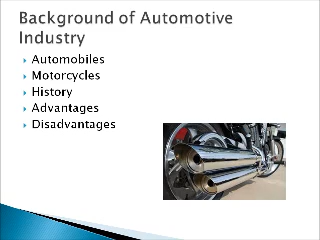 Background of Automotive
Industry
Automobiles
Motorcycles
History
Advantages
Disadvantages